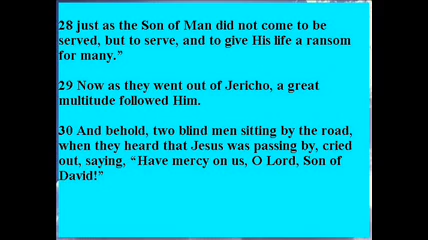 28 just as the Son of Man did not come to be
served, but to serve, and to give His life a ransom
for many.”
29 Now as they went out of Jericho, a great
multitude followed Him.
30 And behold, two blind men sitting by the road,
when they heard that Jesus was passing by, cried
out, saying, “Have mercy on us, O Lord, Son of
David!”